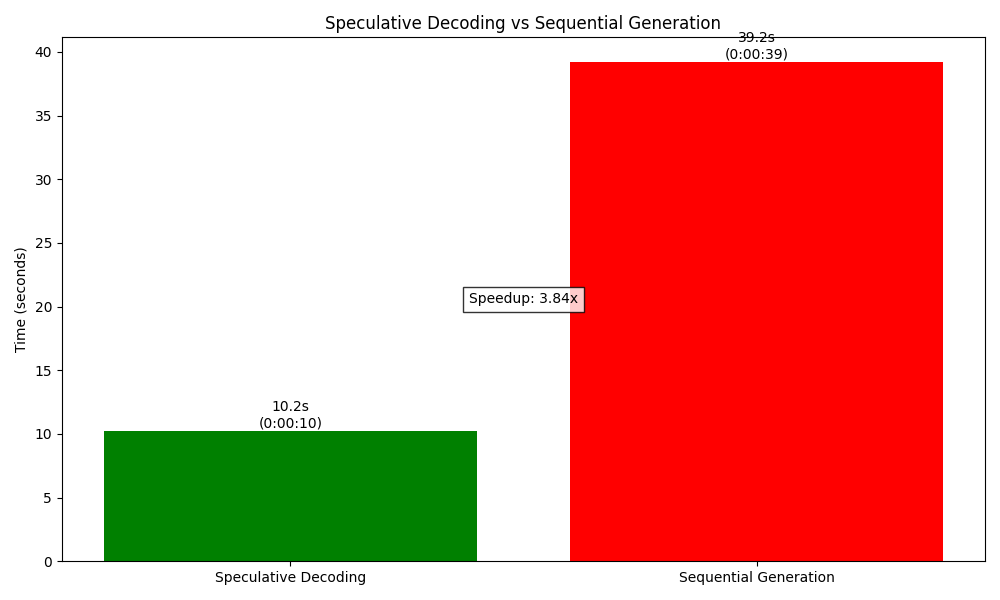 Speculative Decoding vs Sequential Generation
39.2s
(0:00:39)
40
35
30
25
20
15
10
5
0
Time (seconds)
Speedup: 3.84x
10.2s
(0:00:10)
Speculative Decoding
Sequential Generation